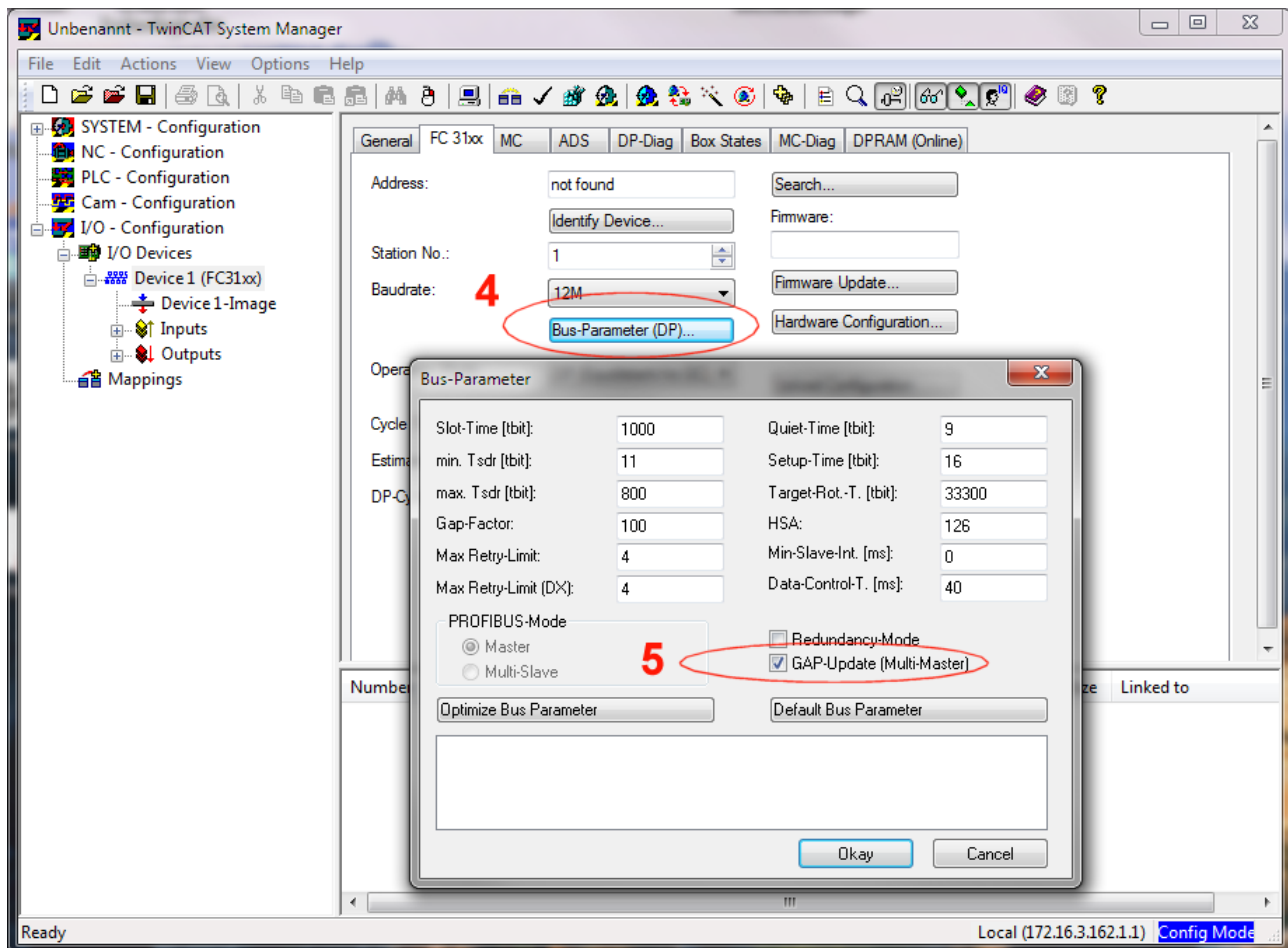 Unbenannt - TwinCAT System Manager
File Edit Actions View Options Help
SYSTEM - Configuration
NC - Configuration
PLC - Configuration
Cam - Configuration
I/O - Configuration
I/O Devices
Device 1 (FC31xx)
Device 1-Image
Inputs
Outputs
Mappings
General FC 31xx MC ADS DP-Diag Box States MC-Diag DPRAM (Online)
Address: not found Search...
Identify Device... Firmware:
Station No.: 1
Baudrate: 4 12M Firmware Update...
Bus-Parameter (DP)... Hardware Configuration...
Opera
Cycle
Estima
DP-Cy
Bus-Parameter
Slot-Time [tbit]: 1000 Quiet-Time [tbit]: 9
min. Tsdr [tbit]: 11 Setup-Time [tbit]: 16
max. Tsdr [tbit]: 800 Target-Rot.-T. [tbit]: 33300
Gap-Factor: 100 HSA: 126
Max Retry-Limit: 4 Min-Slave-Int. [ms]: 0
Max Retry-Limit (DX): 4 Data-Control-T. [ms]: 40
PROFIBUS-Mode
Master
Multi-Slave
Redundancy-Mode
5 GAP-Update (Multi-Master)
Optimize Bus Parameter Default Bus Parameter
Okay Cancel
Number ze Linked to
Ready Local (172.16.3.162.1.1) Config Mode